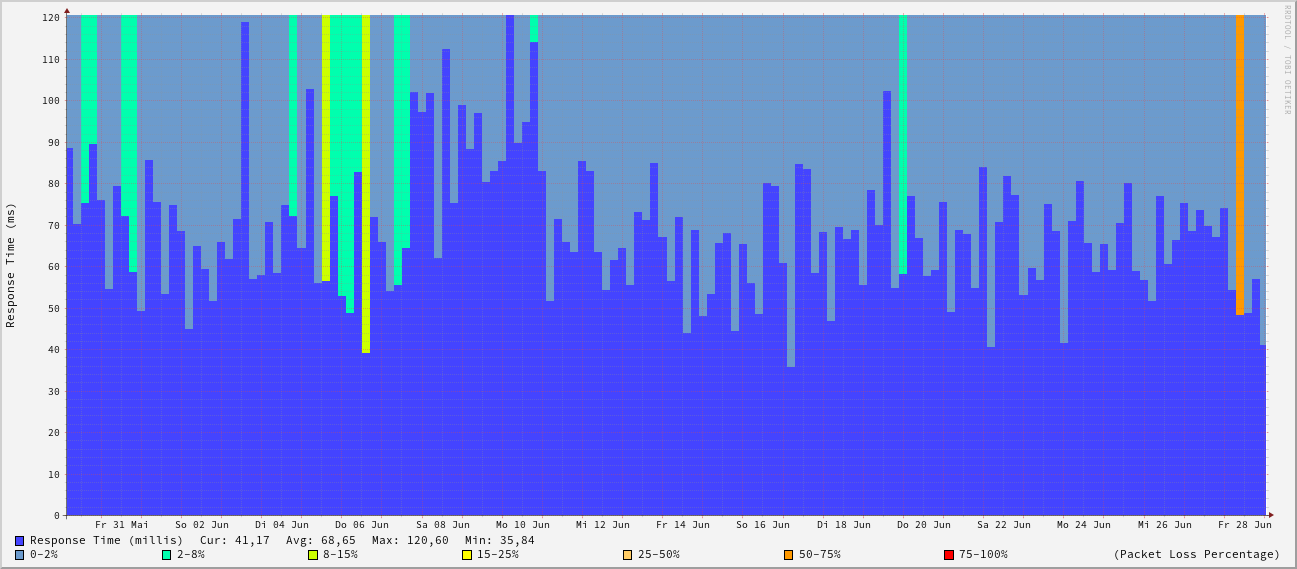 RRDTOOL / TOBI OETIKER
Response Time (ms)
120
110
100
90
80
70
60
50
40
30
20
10
0
Fr 31 Mai So 02 Jun Di 04 Jun Do 06 Jun Sa 08 Jun Mo 10 Jun Mi 12 Jun Fr 14 Jun So 16 Jun Di 18 Jun Do 20 Jun Sa 22 Jun Mo 24 Jun Mi 26 Jun Fr 28 Jun
Response Time (millis) Cur: 41,17 Avg: 68,65 Max: 120,60 Min: 35,84
0-2% 2-8% 8-15% 15-25% 25-50% 50-75% 75-100% (Packet Loss Percentage)